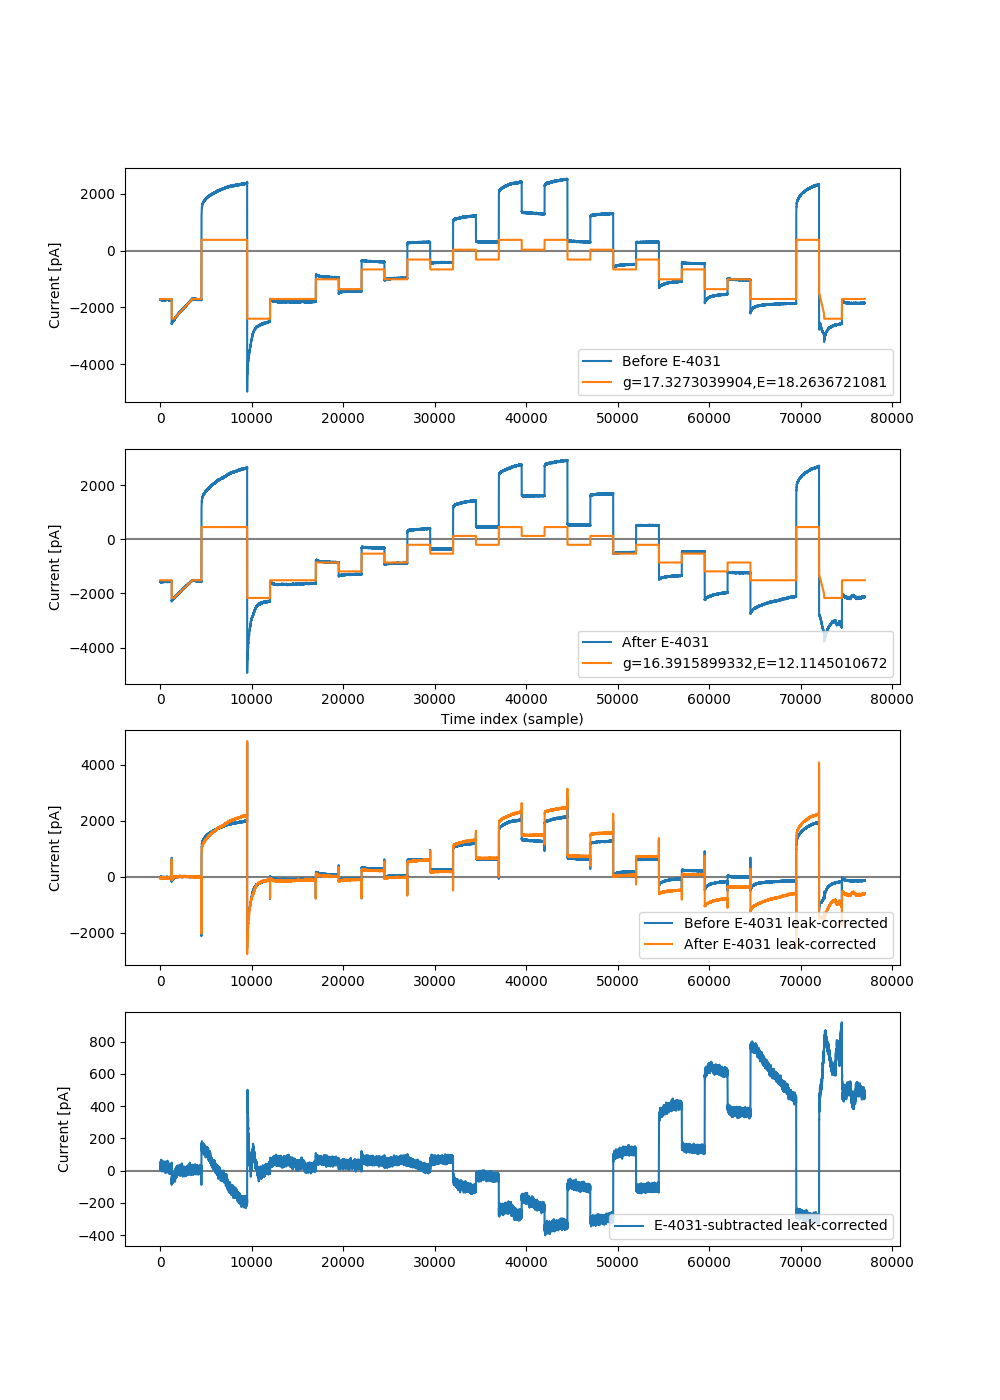 2000
0
−2000
−4000
Current [pA]
Before E-4031
g=17.3273039904,E=18.2636721081
0 10000 20000 30000 40000 50000 60000 70000 80000
2000
0
−2000
−4000
Current [pA]
After E-4031
g=16.3915899332,E=12.1145010672
0 10000 20000 30000 40000 50000 60000 70000 80000
Time index (sample)
4000
2000
0
−2000
Current [pA]
Before E-4031 leak-corrected
After E-4031 leak-corrected
0 10000 20000 30000 40000 50000 60000 70000 80000
800
600
400
200
0
−200
−400
Current [pA]
E-4031-subtracted leak-corrected
0 10000 20000 30000 40000 50000 60000 70000 80000